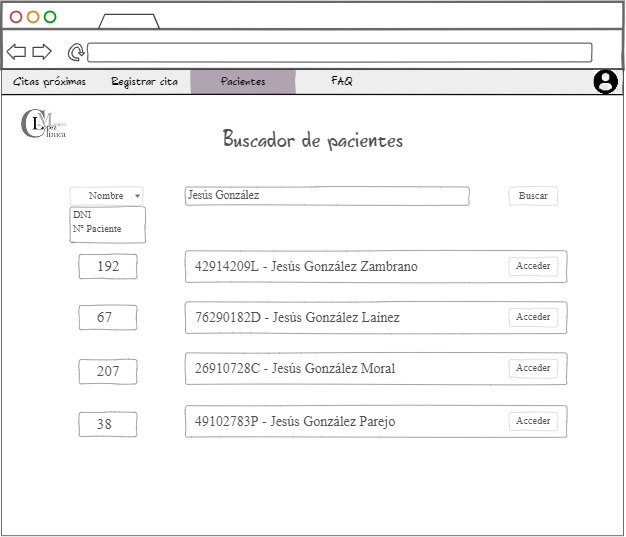 Citas próximas Registrar cita Pacientes FAQ
López
Clínica
Buscador de pacientes
Nombre Jesús González Buscar
DNI
Nº Paciente
192 42914209L - Jesús González Zambrano Acceder
67 76290182D - Jesús González Laínez Acceder
207 26910728C - Jesús González Moral Acceder
38 49102783P - Jesús González Parejo Acceder